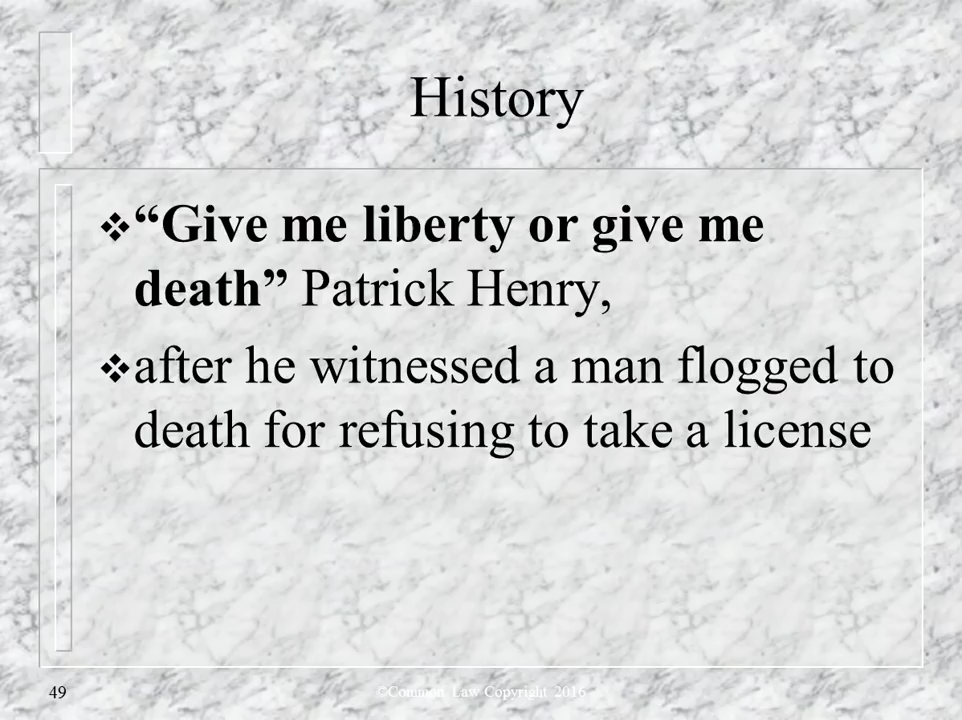 History
❖“Give me liberty or give me
death” Patrick Henry,
❖after he witnessed a man flogged to
death for refusing to take a license
49
©Common Law Copyright 2016